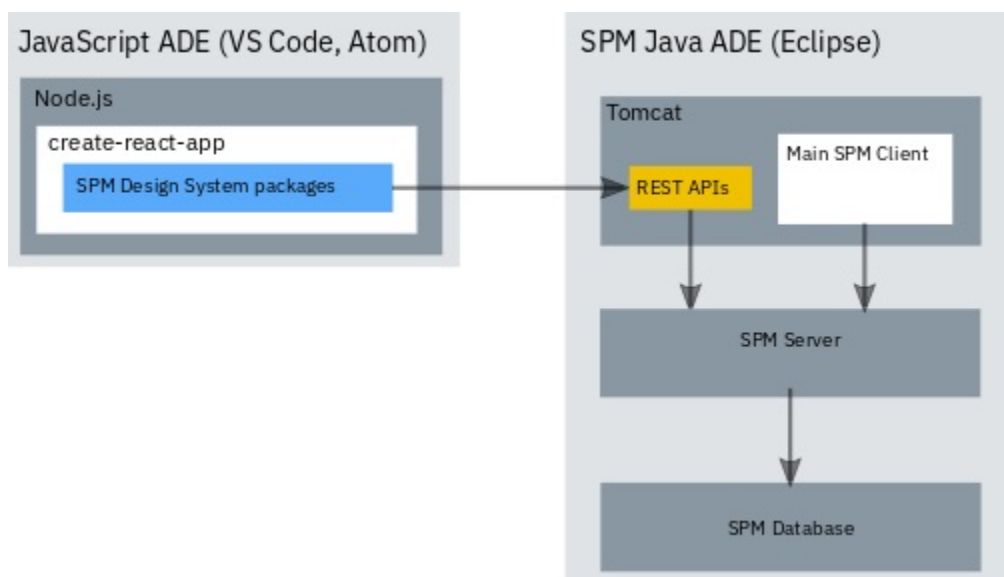 JavaScript ADE (VS Code, Atom)
Node.js
create-react-app
SPM Design System packages
SPM Java ADE (Eclipse)
Tomcat
Main SPM Client
REST APIs
SPM Server
SPM Database